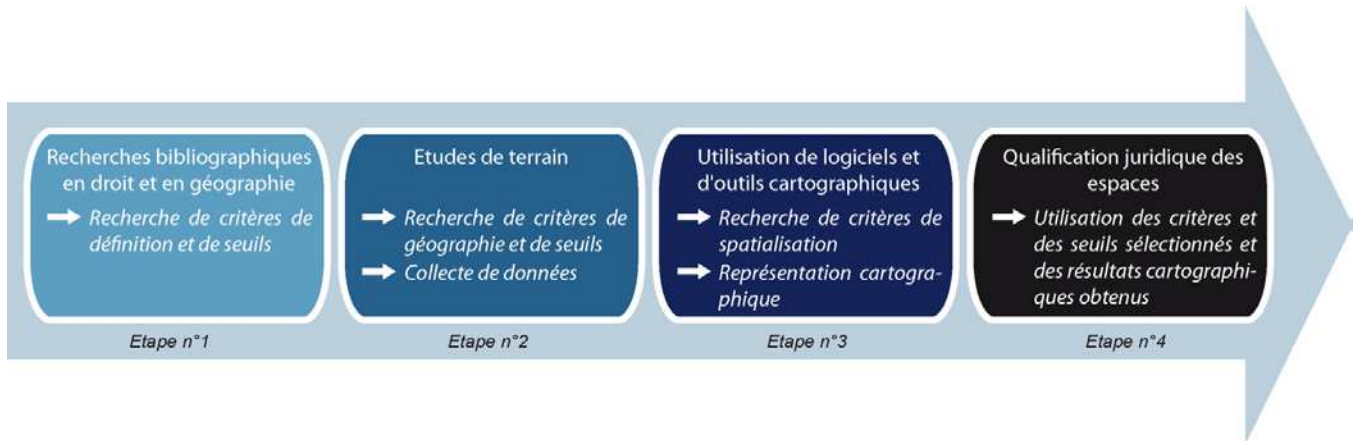 Recherches bibliographiques
en droit et en géographie
Recherche de critères de
définition et de seuils
Etape n°1
Etudes de terrain
Recherche de critères de
géographie et de seuils
Collecte de données
Etape n°2
Utilisation de logiciels et
d'outils cartographiques
Recherche de critères de
spatialisation
Représentation cartogra-
phique
Etape n°3
Qualification juridique des
espaces
Utilisation des critères et
des seuils sélectionnés et
des résultats cartographi-
ques obtenus
Etape n°4